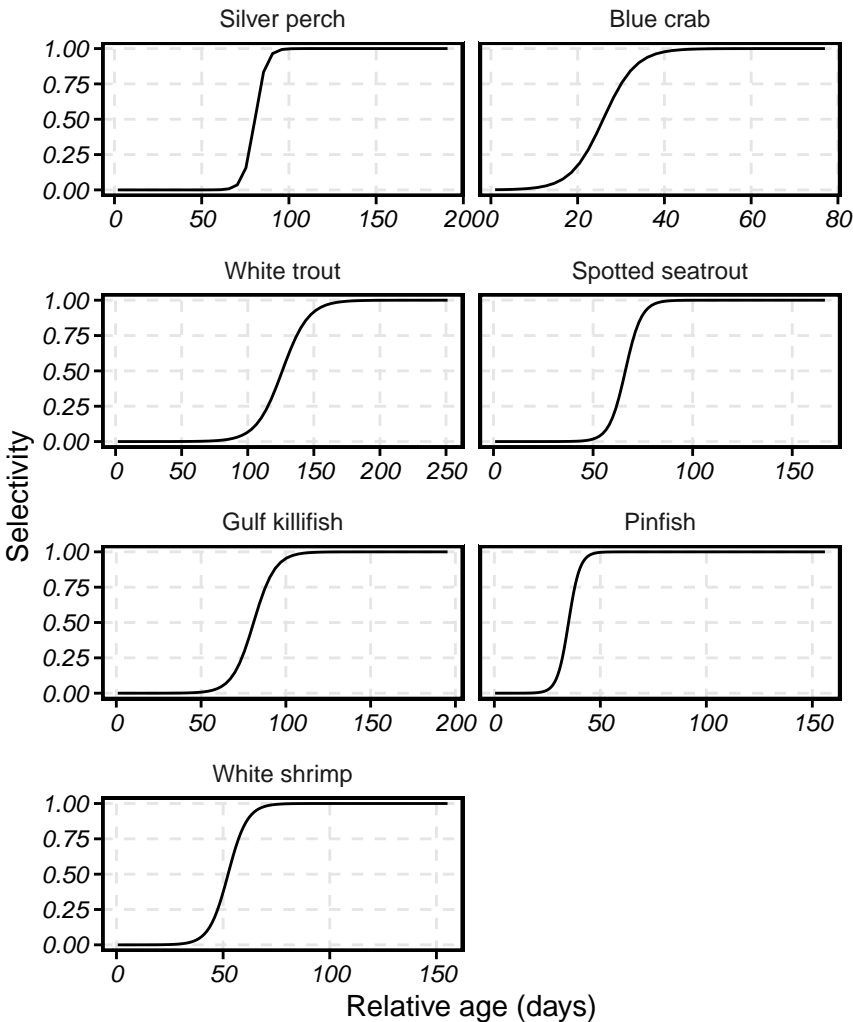 Silver perch
Blue crab
1.00
0.75
0.50
0.25
0.00
0 50 100 150 200
0 20 40 60 80
White trout
Spotted seatrout
1.00
0.75
0.50
0.25
0.00
0 50 100 150 200 250
0 50 100 150
Gulf killifish
Pinfish
1.00
0.75
0.50
0.25
0.00
0 50 100 150 200
0 50 100 150
White shrimp
1.00
0.75
0.50
0.25
0.00
0 50 100 150
Selectivity
Relative age (days)